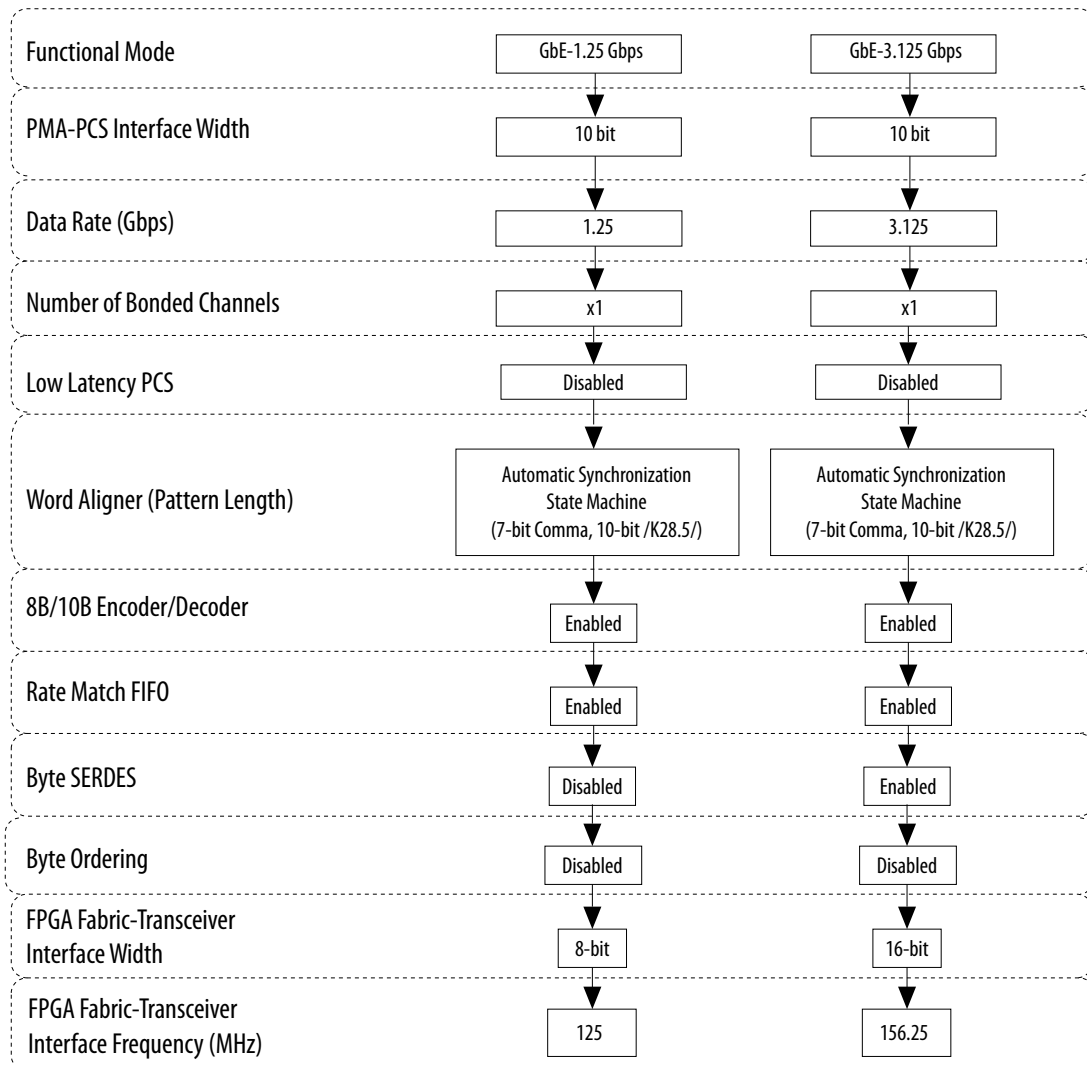 Functional Mode
GbE-1.25 Gbps
GbE-3.125 Gbps
PMA-PCS Interface Width
10 bit
10 bit
Data Rate (Gbps)
1.25
3.125
Number of Bonded Channels
x1
x1
Low Latency PCS
Disabled
Disabled
Word Aligner (Pattern Length)
Automatic Synchronization
State Machine
(7-bit Comma, 10-bit /K28.5/)
Automatic Synchronization
State Machine
(7-bit Comma, 10-bit /K28.5/)
8B/10B Encoder/Decoder
Enabled
Enabled
Rate Match FIFO
Enabled
Enabled
Byte SERDES
Disabled
Enabled
Byte Ordering
Disabled
Disabled
FPGA Fabric-Transceiver
Interface Width
8-bit
16-bit
FPGA Fabric-Transceiver
Interface Frequency (MHz)
125
156.25